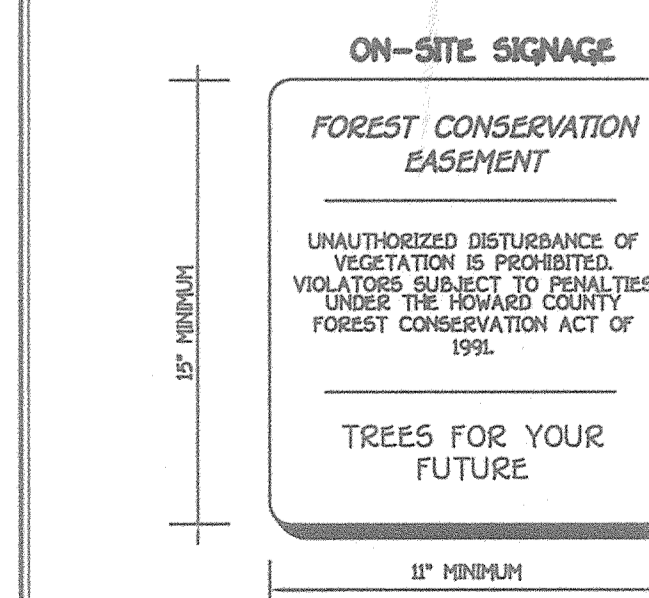 ON-SITE SIGNAGE
FOREST CONSERVATION
EASEMENT
UNAUTHORIZED DISTURBANCE OF
VEGETATION IS PROHIBITED.
VIOLATORS SUBJECT TO PENALTIES
UNDER THE HOWARD COUNTY
FOREST CONSERVATION ACT OF
1991.
TREES FOR YOUR
FUTURE
15" MINIMUM
11" MINIMUM